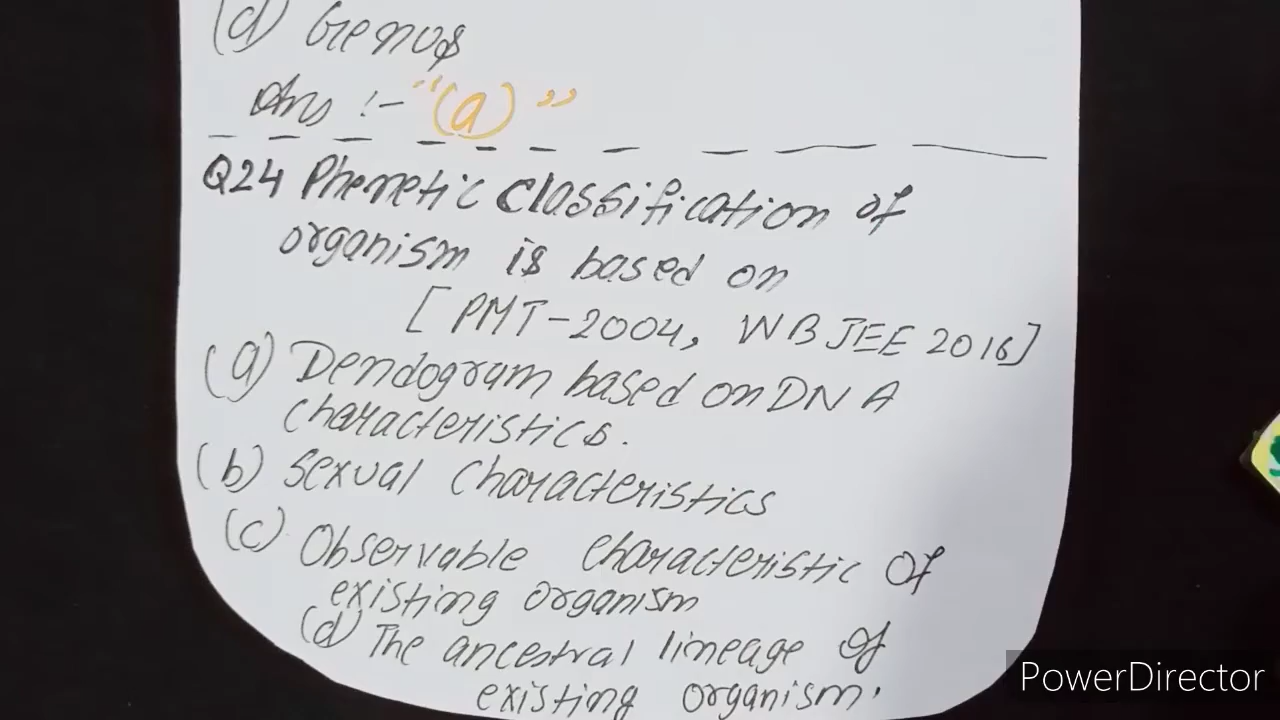 (d) Genus
Ans :- "(a)"
Q24 Phenetic Classification of
organism is based on
[PMT-2004, WBJEE 2016]
(a) Dendogram based on DNA
characteristics.
(b) Sexual Characteristics
(c) Observable characteristic of
existing organism
(d) The ancestral lineage of
existing organism.
PowerDirector